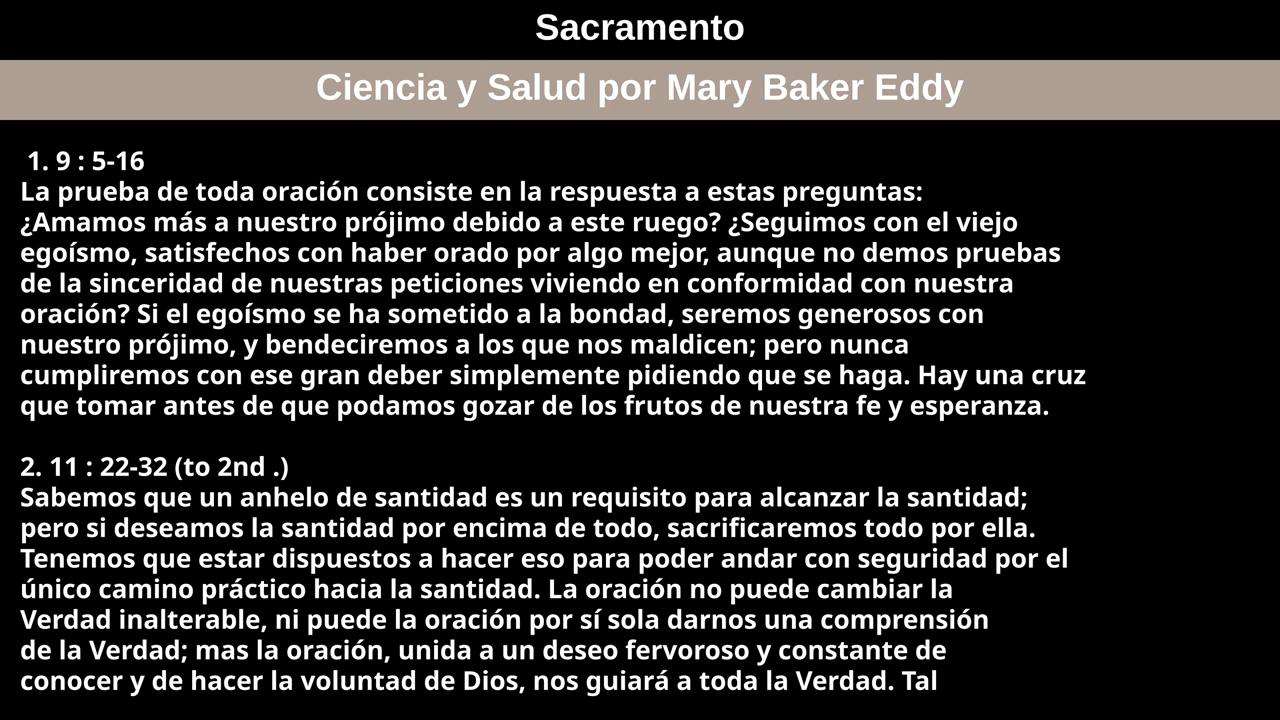 Sacramento
Ciencia y Salud por Mary Baker Eddy
1. 9 : 5-16
La prueba de toda oración consiste en la respuesta a estas preguntas:
¿Amamos más a nuestro prójimo debido a este ruego? ¿Seguimos con el viejo
egoísmo, satisfechos con haber orado por algo mejor, aunque no demos pruebas
de la sinceridad de nuestras peticiones viviendo en conformidad con nuestra
oración? Si el egoísmo se ha sometido a la bondad, seremos generosos con
nuestro prójimo, y bendeciremos a los que nos maldicen; pero nunca
cumpliremos con ese gran deber simplemente pidiendo que se haga. Hay una cruz
que tomar antes de que podamos gozar de los frutos de nuestra fe y esperanza.
2. 11 : 22-32 (to 2nd .)
Sabemos que un anhelo de santidad es un requisito para alcanzar la santidad;
pero si deseamos la santidad por encima de todo, sacrificaremos todo por ella.
Tenemos que estar dispuestos a hacer eso para poder andar con seguridad por el
único camino práctico hacia la santidad. La oración no puede cambiar la
Verdad inalterable, ni puede la oración por sí sola darnos una comprensión
de la Verdad; mas la oración, unida a un deseo fervoroso y constante de
conocer y de hacer la voluntad de Dios, nos guiará a toda la Verdad. Tal